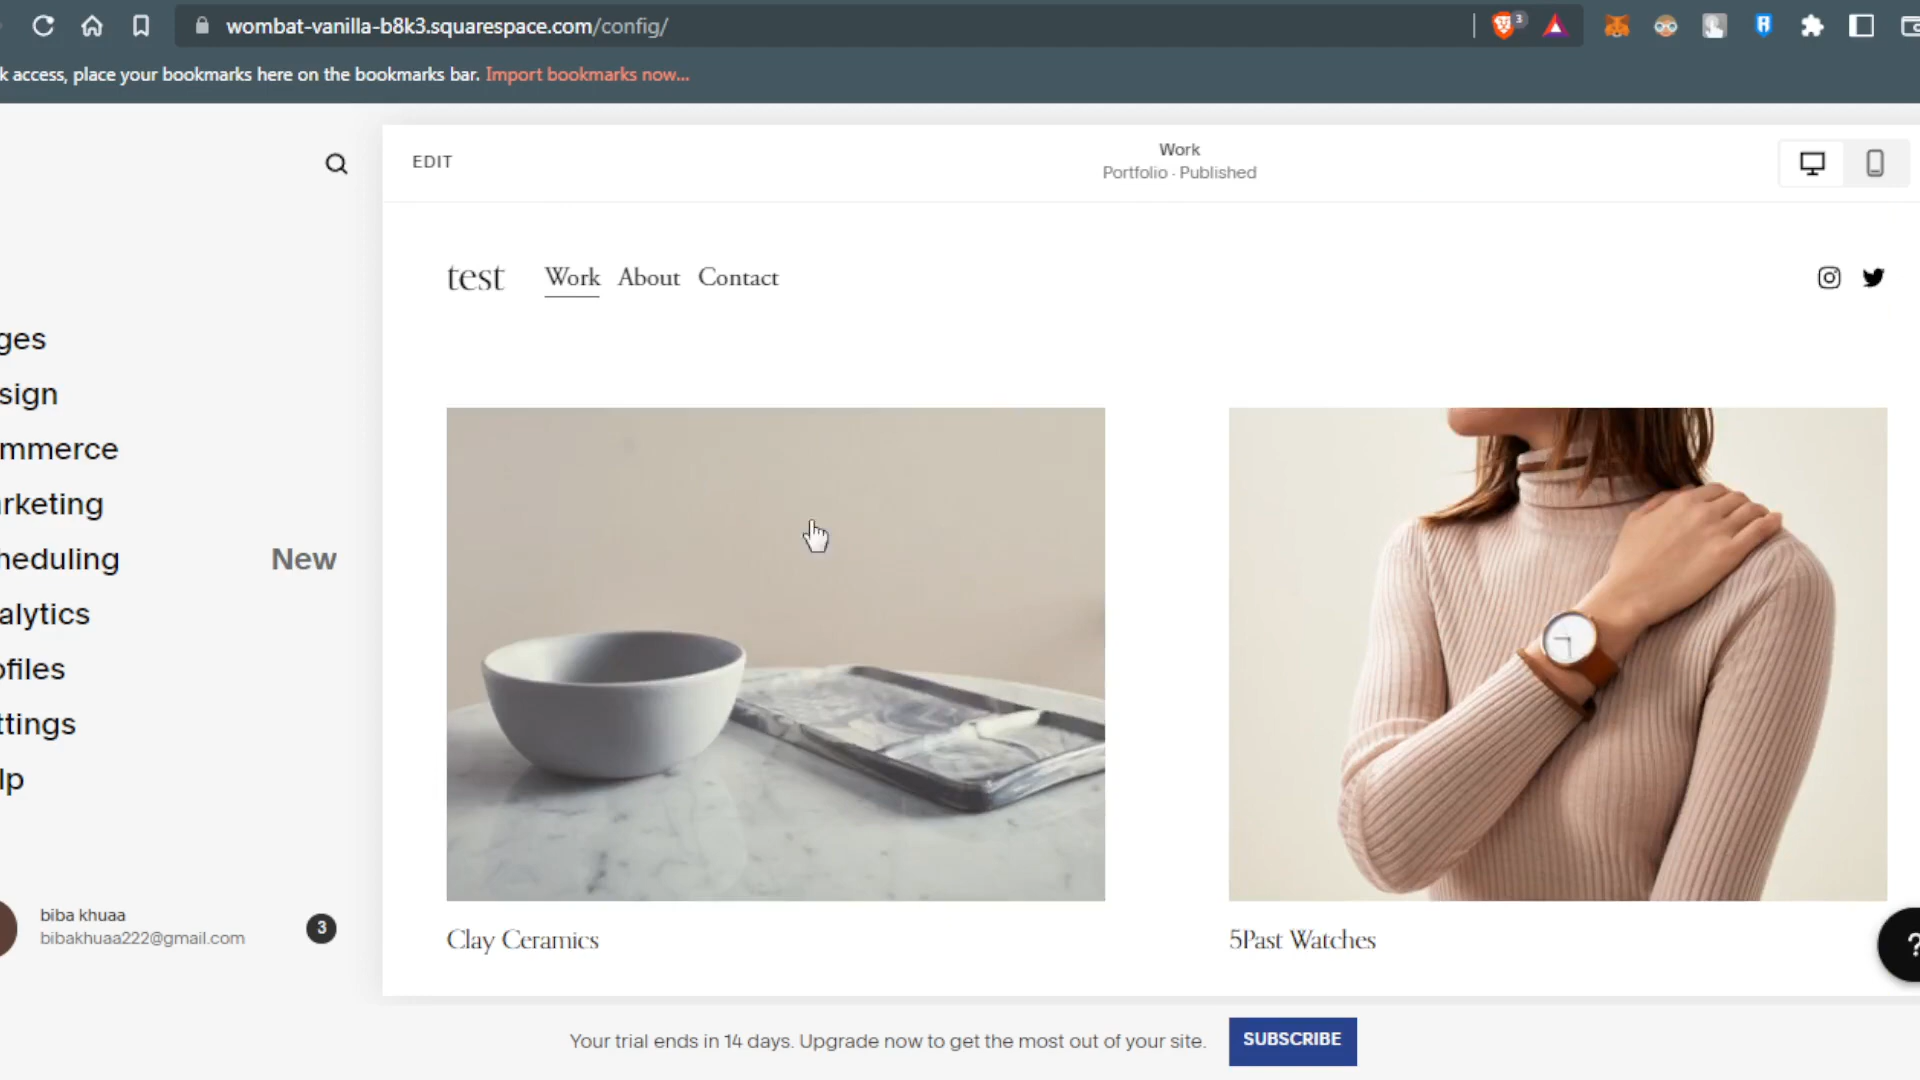 wombat-vanilla-b8k3.squarespace.com/config/
3
k access, place your bookmarks here on the bookmarks bar. Import bookmarks now...
EDIT
Work
Portfolio · Published
test Work About Contact
ges
sign
mmerce
rketing
heduling New
alytics
ofiles
ttings
lp
Clay Ceramics
5Past Watches
biba khuaa
bibakhuaa222@gmail.com
3
?
Your trial ends in 14 days. Upgrade now to get the most out of your site. SUBSCRIBE